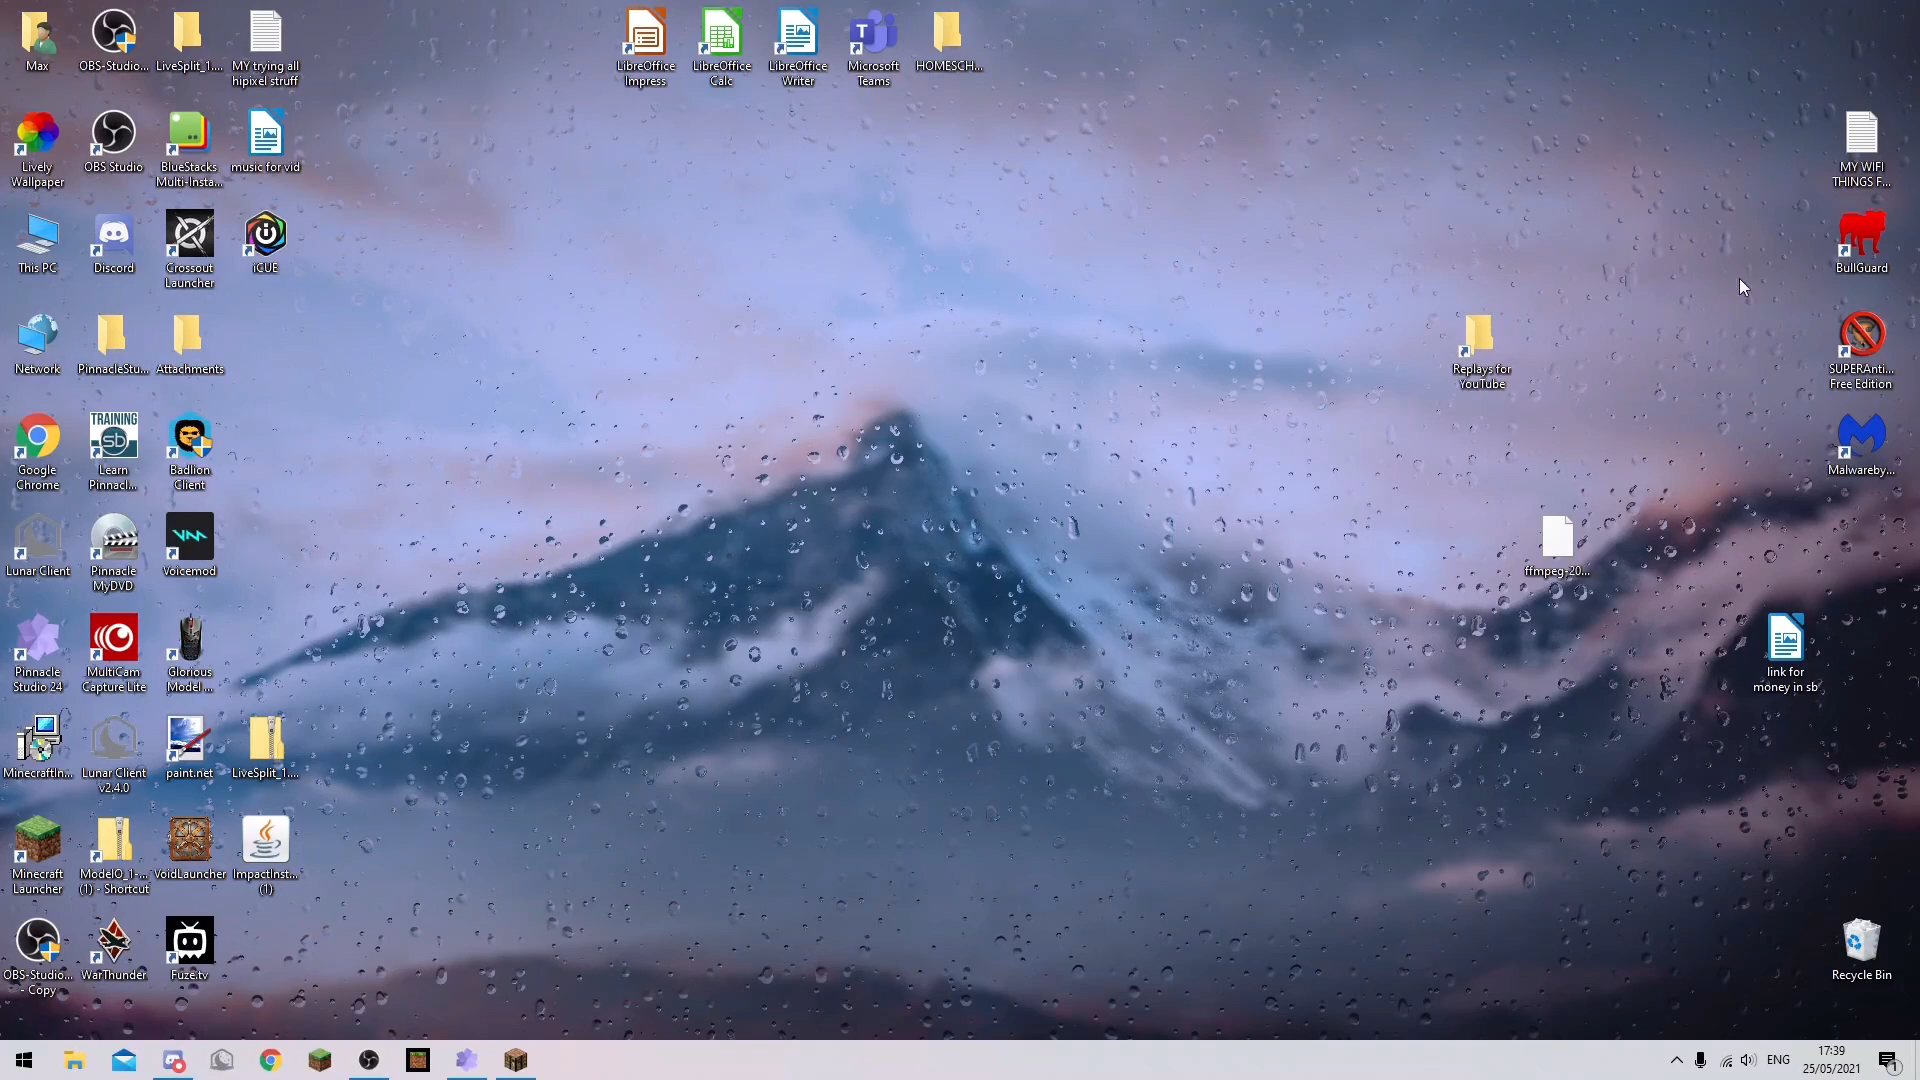 Max
OBS-Studio...
LiveSplit_1....
MY trying all
hipixel struff
LibreOffice
Impress
LibreOffice
Calc
LibreOffice
Writer
Microsoft
Teams
HOMESCH...
Lively
Wallpaper
OBS Studio
BlueStacks
Multi-Insta...
music for vid
MY WIFI
THINGS F...
This PC
Discord
Crossout
Launcher
iCUE
BullGuard
Network
PinnacleStu...
Attachments
Replays for
YouTube
SUPERAnti...
Free Edition
Google
Chrome
TRAINING
sb
Learn
Pinnacl...
Badlion
Client
Malwareby...
Lunar Client
Pinnacle
MyDVD
Voicemod
ffmpeg-20...
Pinnacle
Studio 24
MultiCam
Capture Lite
Glorious
Model ...
link for
money in sb
MinecraftIn...
Lunar Client
v2.4.0
paint.net
LiveSplit_1....
Minecraft
Launcher
ModelO_1-...
(1) - Shortcut
VoidLauncher
ImpactInst...
(1)
OBS-Studio...
- Copy
WarThunder
Fuze.tv
Recycle Bin
ENG
17:39
25/05/2021
1